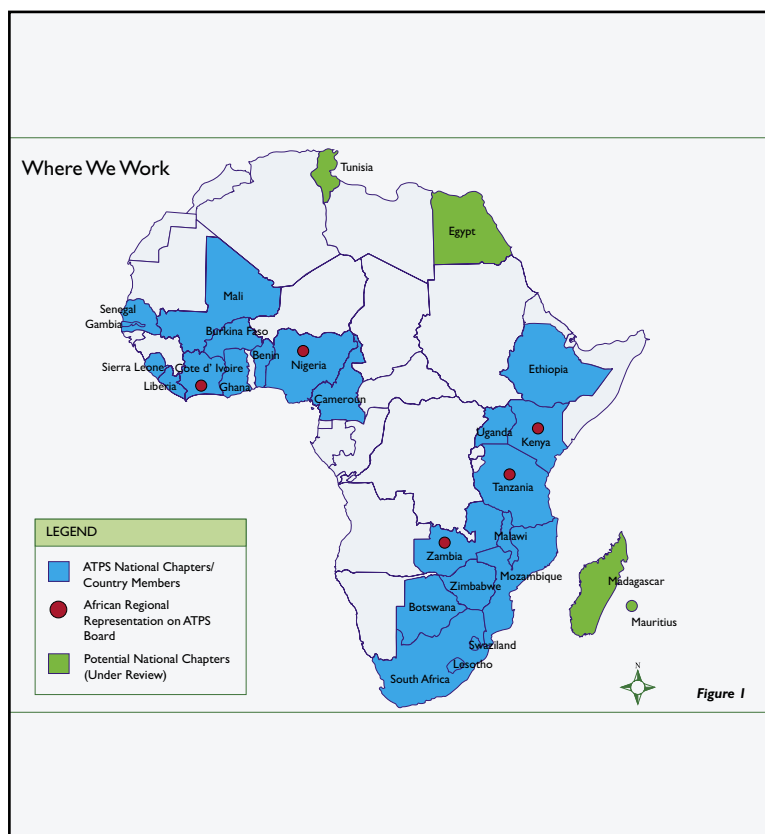 Where We Work
Tunisia
Egypt
Mali
Senegal
Gambia
Burkina Faso
Benin
Nigeria
Sierra Leone
Cote d' Ivoire
Liberia
Ghana
Cameroun
Ethiopia
Uganda
Kenya
Tanzania
Malawi
Zambia
Mozambique
Zimbabwe
Madagascar
Botswana
Mauritius
Swaziland
Lesotho
South Africa
LEGEND
ATPS National Chapters/
Country Members
African Regional
Representation on ATPS
Board
Potential National Chapters
(Under Review)
N
Figure 1